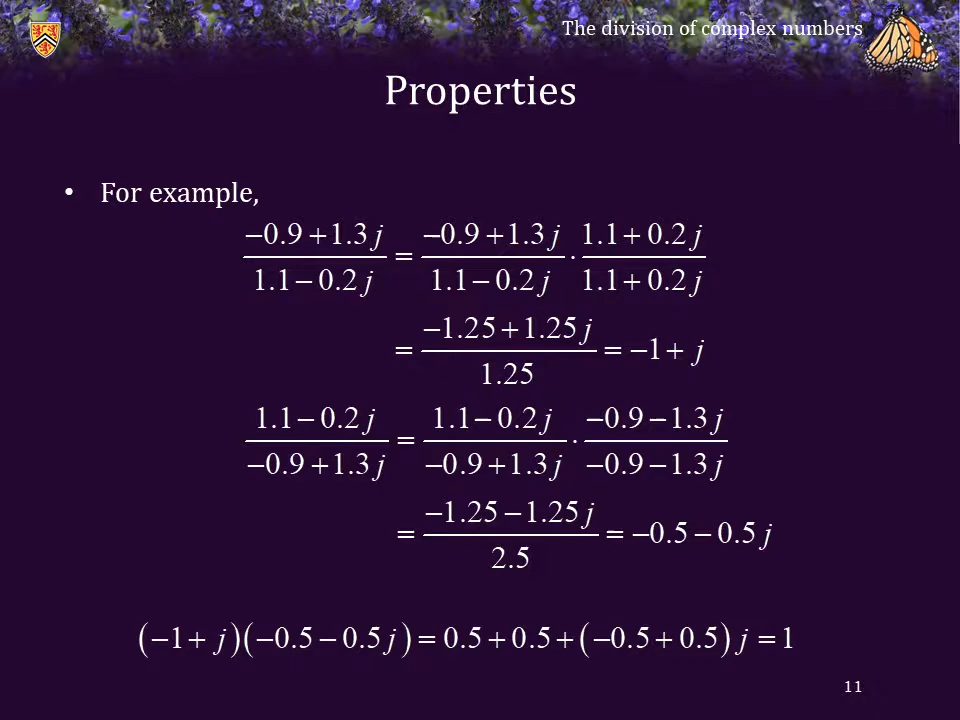 The division of complex numbers
Properties
• For example,
(−0.9 + 1.3j)/(1.1 − 0.2j) = (−0.9 + 1.3j)/(1.1 − 0.2j) · (1.1 + 0.2j)/(1.1 + 0.2j)
= (−1.25 + 1.25j)/1.25 = −1 + j
(1.1 − 0.2j)/(−0.9 + 1.3j) = (1.1 − 0.2j)/(−0.9 + 1.3j) · (−0.9 − 1.3j)/(−0.9 − 1.3j)
= (−1.25 − 1.25j)/2.5 = −0.5 − 0.5j
(−1 + j)(−0.5 − 0.5j) = 0.5 + 0.5 + (−0.5 + 0.5)j = 1
11